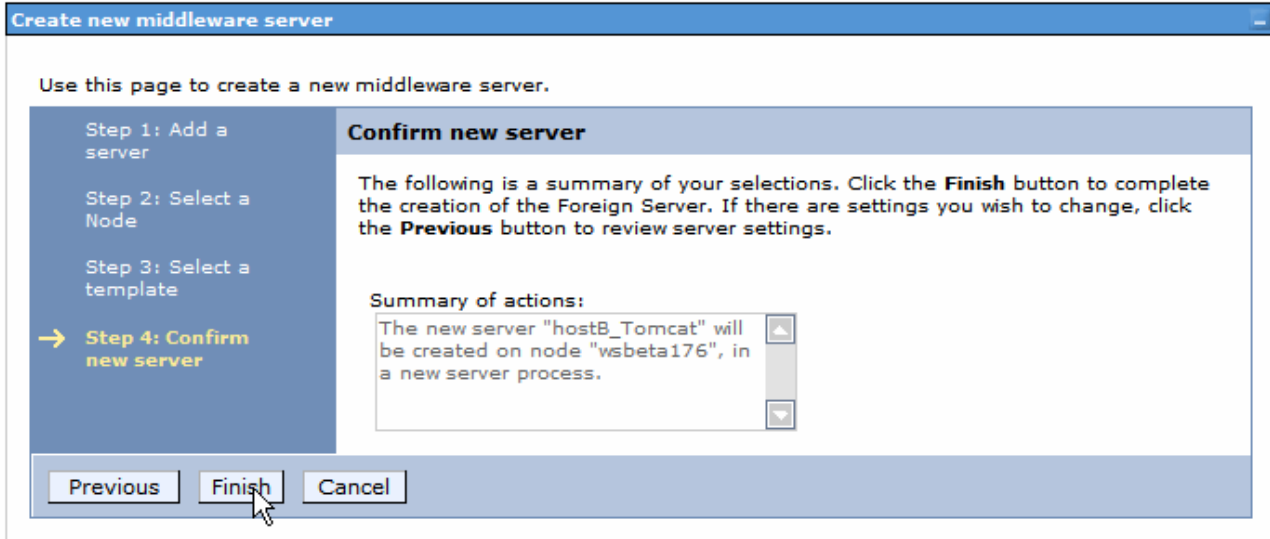 Create new middleware server
Use this page to create a new middleware server.
Step 1: Add a
server
Step 2: Select a
Node
Step 3: Select a
template
Step 4: Confirm
new server
Confirm new server
The following is a summary of your selections. Click the Finish button to complete
the creation of the Foreign Server. If there are settings you wish to change, click
the Previous button to review server settings.
Summary of actions:
The new server "hostB_Tomcat" will
be created on node "wsbeta176", in
a new server process.
Previous Finish Cancel